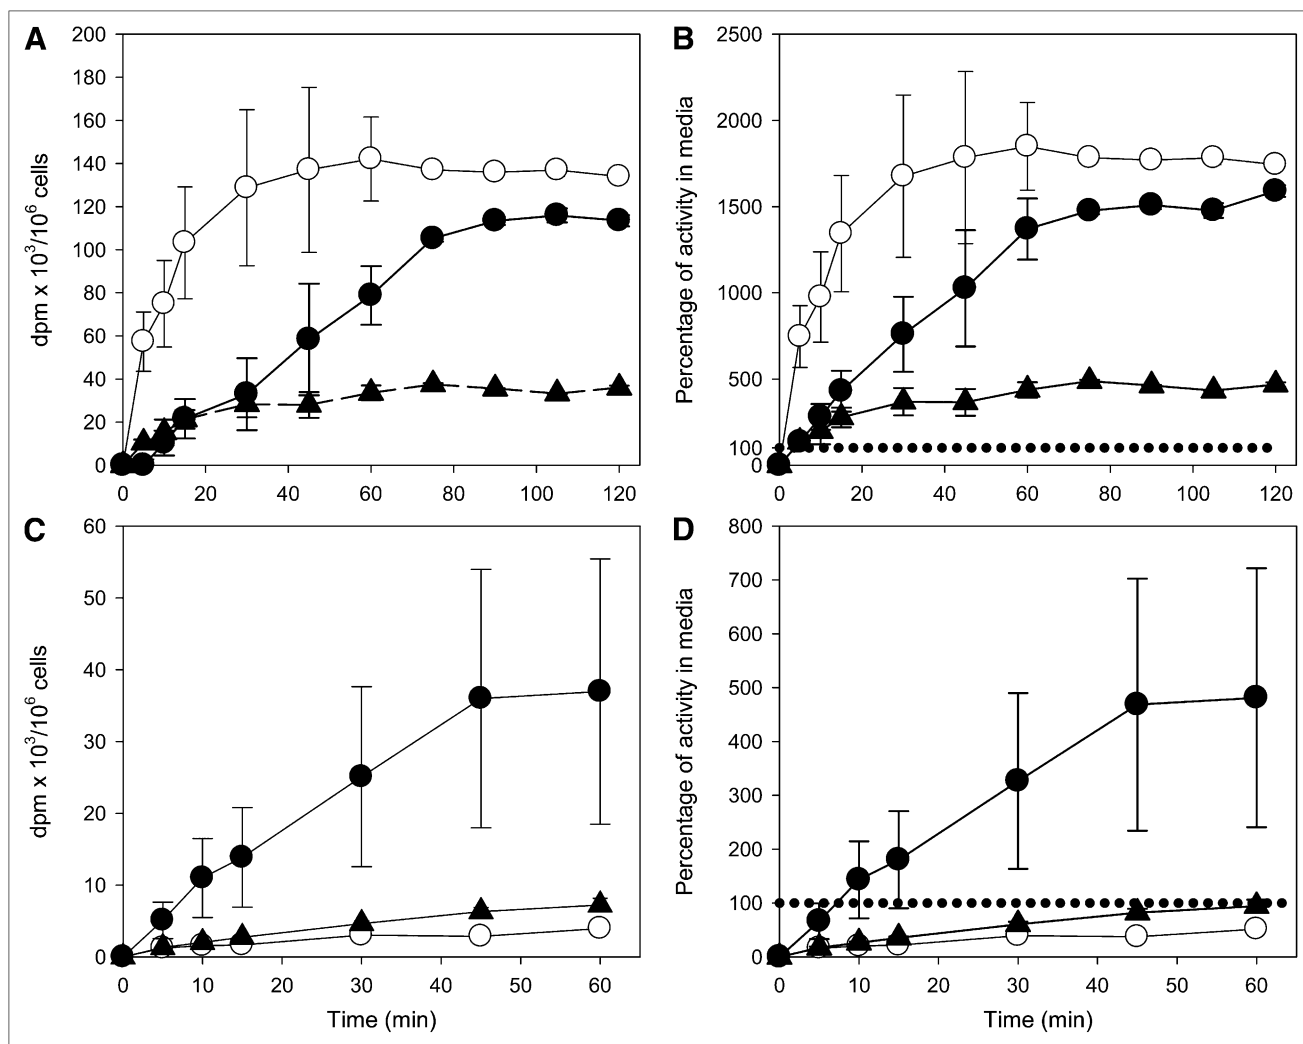 A
200
180
160
140
120
100
80
60
40
20
0
dpm x 10³/10⁶ cells
0 20 40 60 80 100 120
B
2500
2000
1500
1000
500
100
0
Percentage of activity in media
0 20 40 60 80 100 120
C
60
50
40
30
20
10
0
dpm x 10³/10⁶ cells
0 10 20 30 40 50 60
Time (min)
D
800
700
600
500
400
300
200
100
0
Percentage of activity in media
0 10 20 30 40 50 60
Time (min)